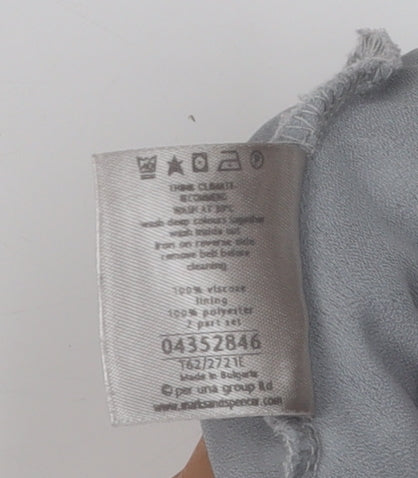 THINK CLIMATE
RECOMMEND
WASH AT 30°C
wash deep colours together
wash inside out
iron on reverse side
remove belt before
cleaning
100% viscose
lining
100% polyester
2 part set
04352846
T62/2721E
Made in Bulgaria
© per una group ltd
www.marksandspencer.com